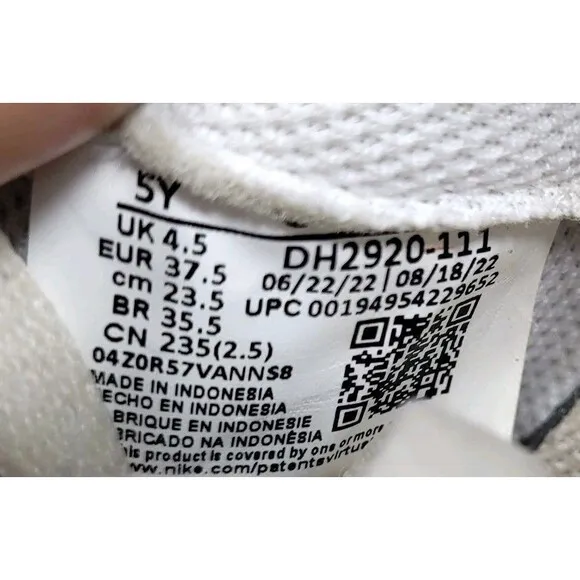 5Y
UK 4.5
EUR 37.5
cm 23.5
BR 35.5
CN 235(2.5)
DH2920-111
06/22/22 | 08/18/22
UPC 00194954229652
04Z0R57VANNS8
MADE IN INDONESIA
ECHO EN INDONESIA
BRIQUE EN INDONESIE
BRICADO NA INDONÉSIA
his product is covered by one or more
www.nike.com/patentsvirtual